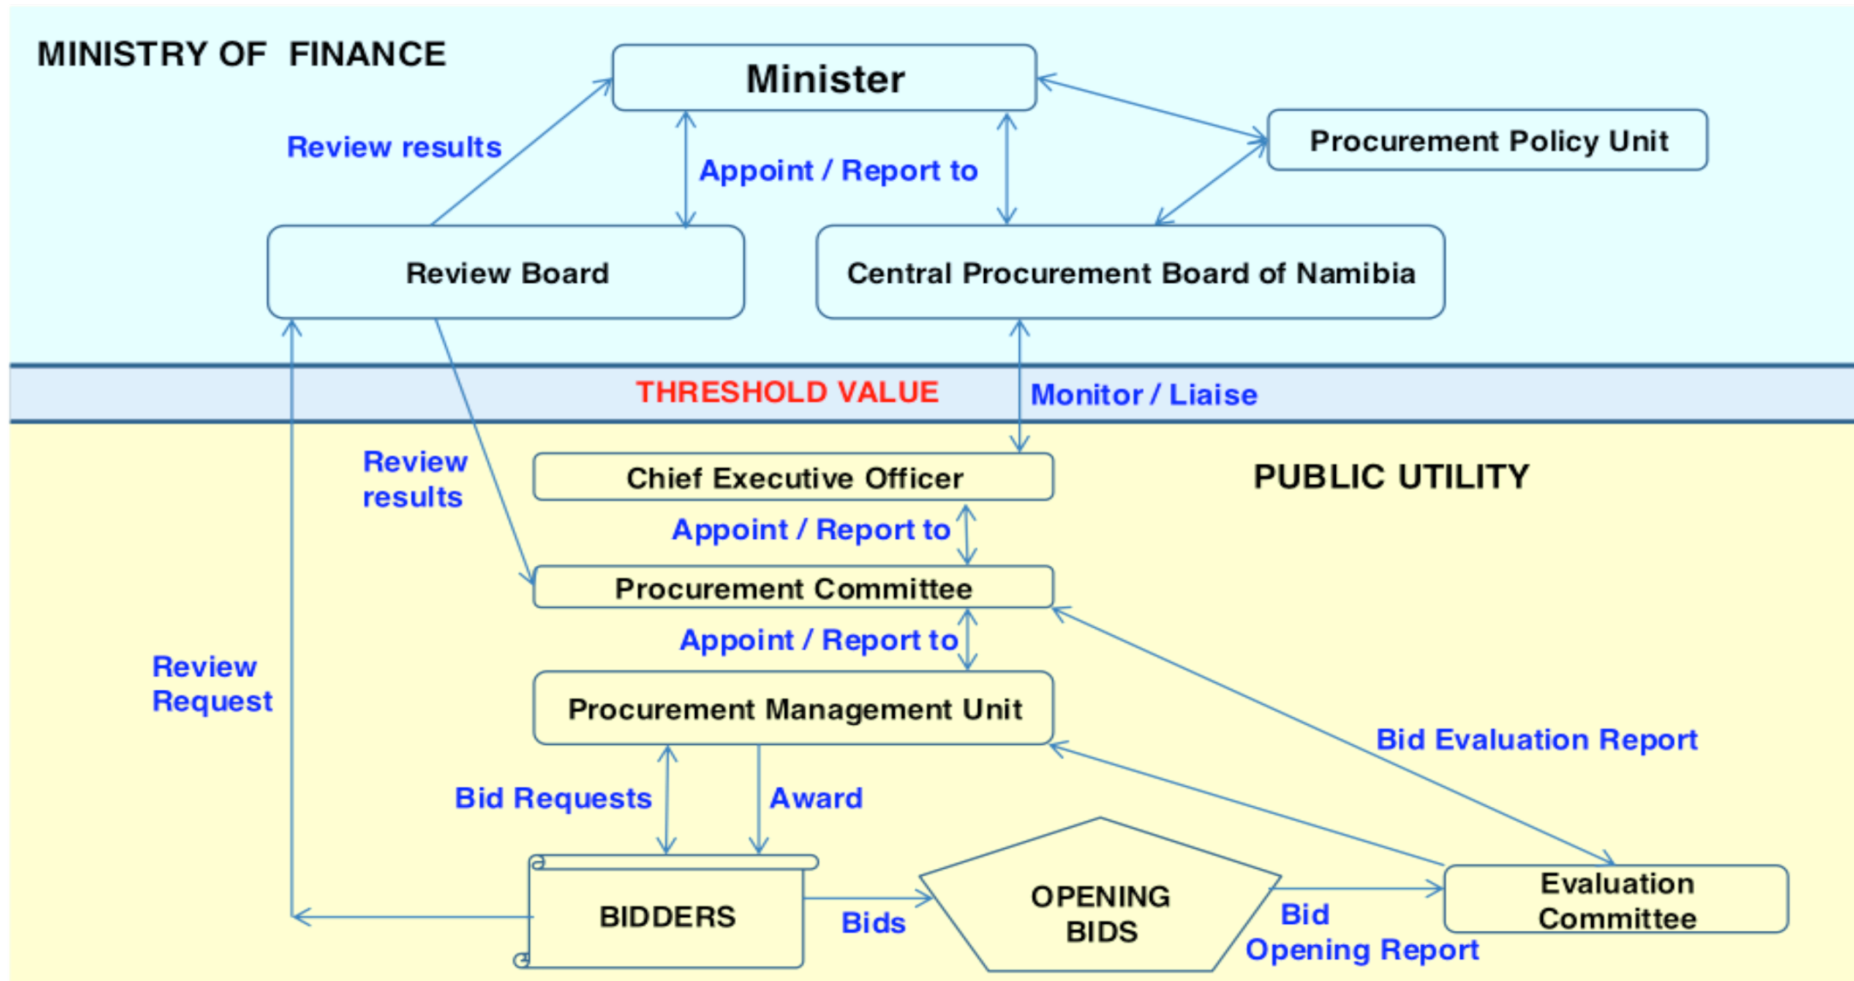 MINISTRY OF FINANCE
Minister
Procurement Policy Unit
Review results
Appoint / Report to
Review Board
Central Procurement Board of Namibia
THRESHOLD VALUE
Monitor / Liaise
Review
results
Chief Executive Officer
PUBLIC UTILITY
Appoint / Report to
Procurement Committee
Appoint / Report to
Review
Request
Procurement Management Unit
Bid Evaluation Report
Bid Requests
Award
BIDDERS
Bids
OPENING
BIDS
Bid
Opening Report
Evaluation
Committee